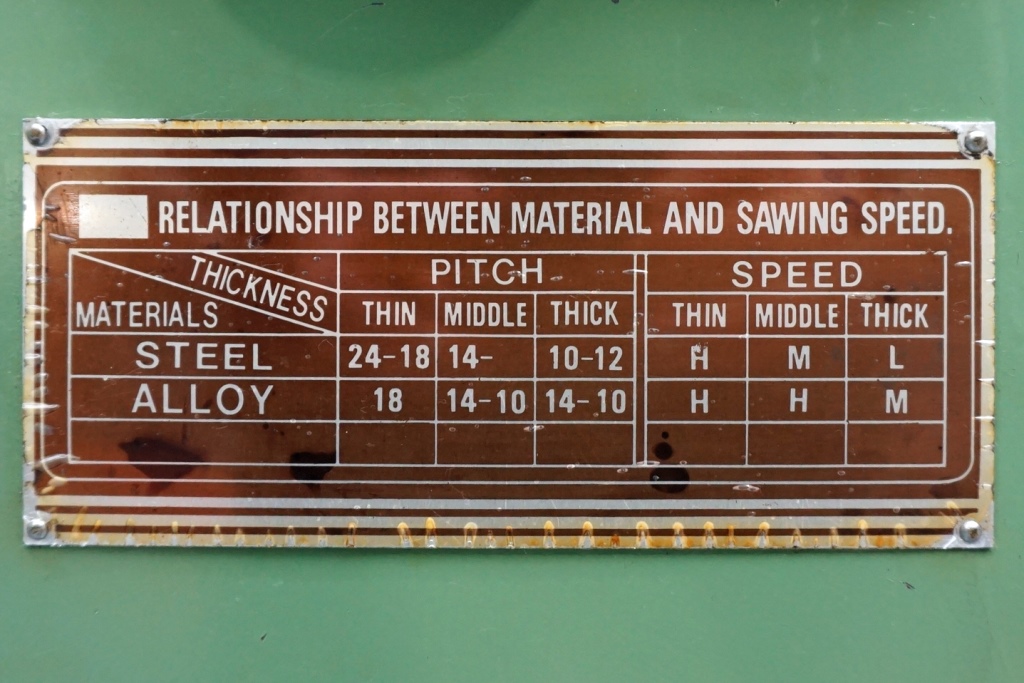 RELATIONSHIP BETWEEN MATERIAL AND SAWING SPEED.
THICKNESS PITCH SPEED
MATERIALS THIN MIDDLE THICK THIN MIDDLE THICK
STEEL 24-18 14- 10-12 H M L
ALLOY 18 14-10 14-10 H H M